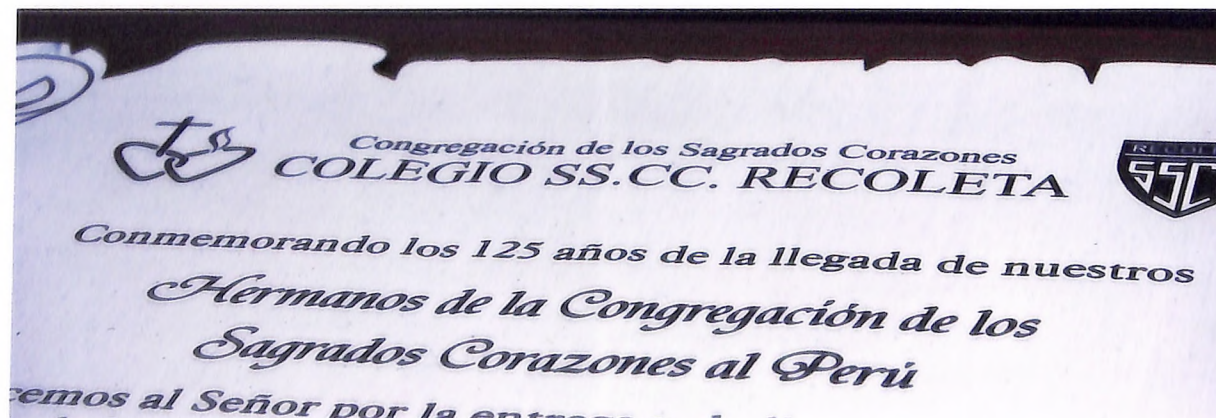 Congregación de los Sagrados Corazones
COLEGIO SS.CC. RECOLETA
Conmemorando los 125 años de la llegada de nuestros
Hermanos de la Congregación de los
Sagrados Corazones al Perú
al Señor por la